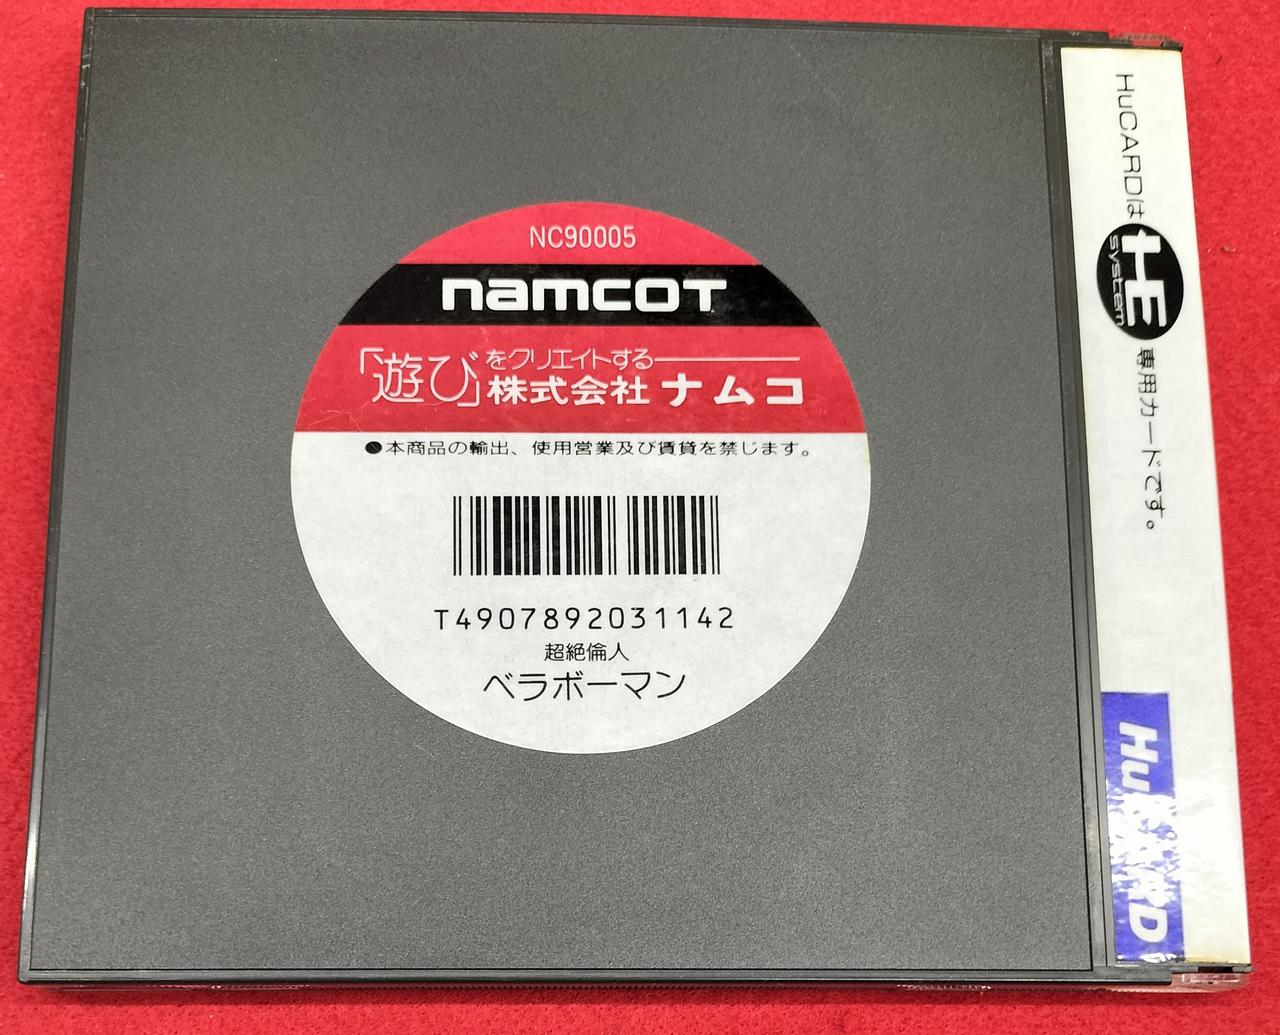 NC90005
namcot
「遊び」をクリエイトする
株式会社ナムコ
●本商品の輸出、使用営業及び賃貸を禁じます。
T4907892031142
超絶倫人
ベラボーマン
HuCARDは HE system 専用カードです。
HuCARD